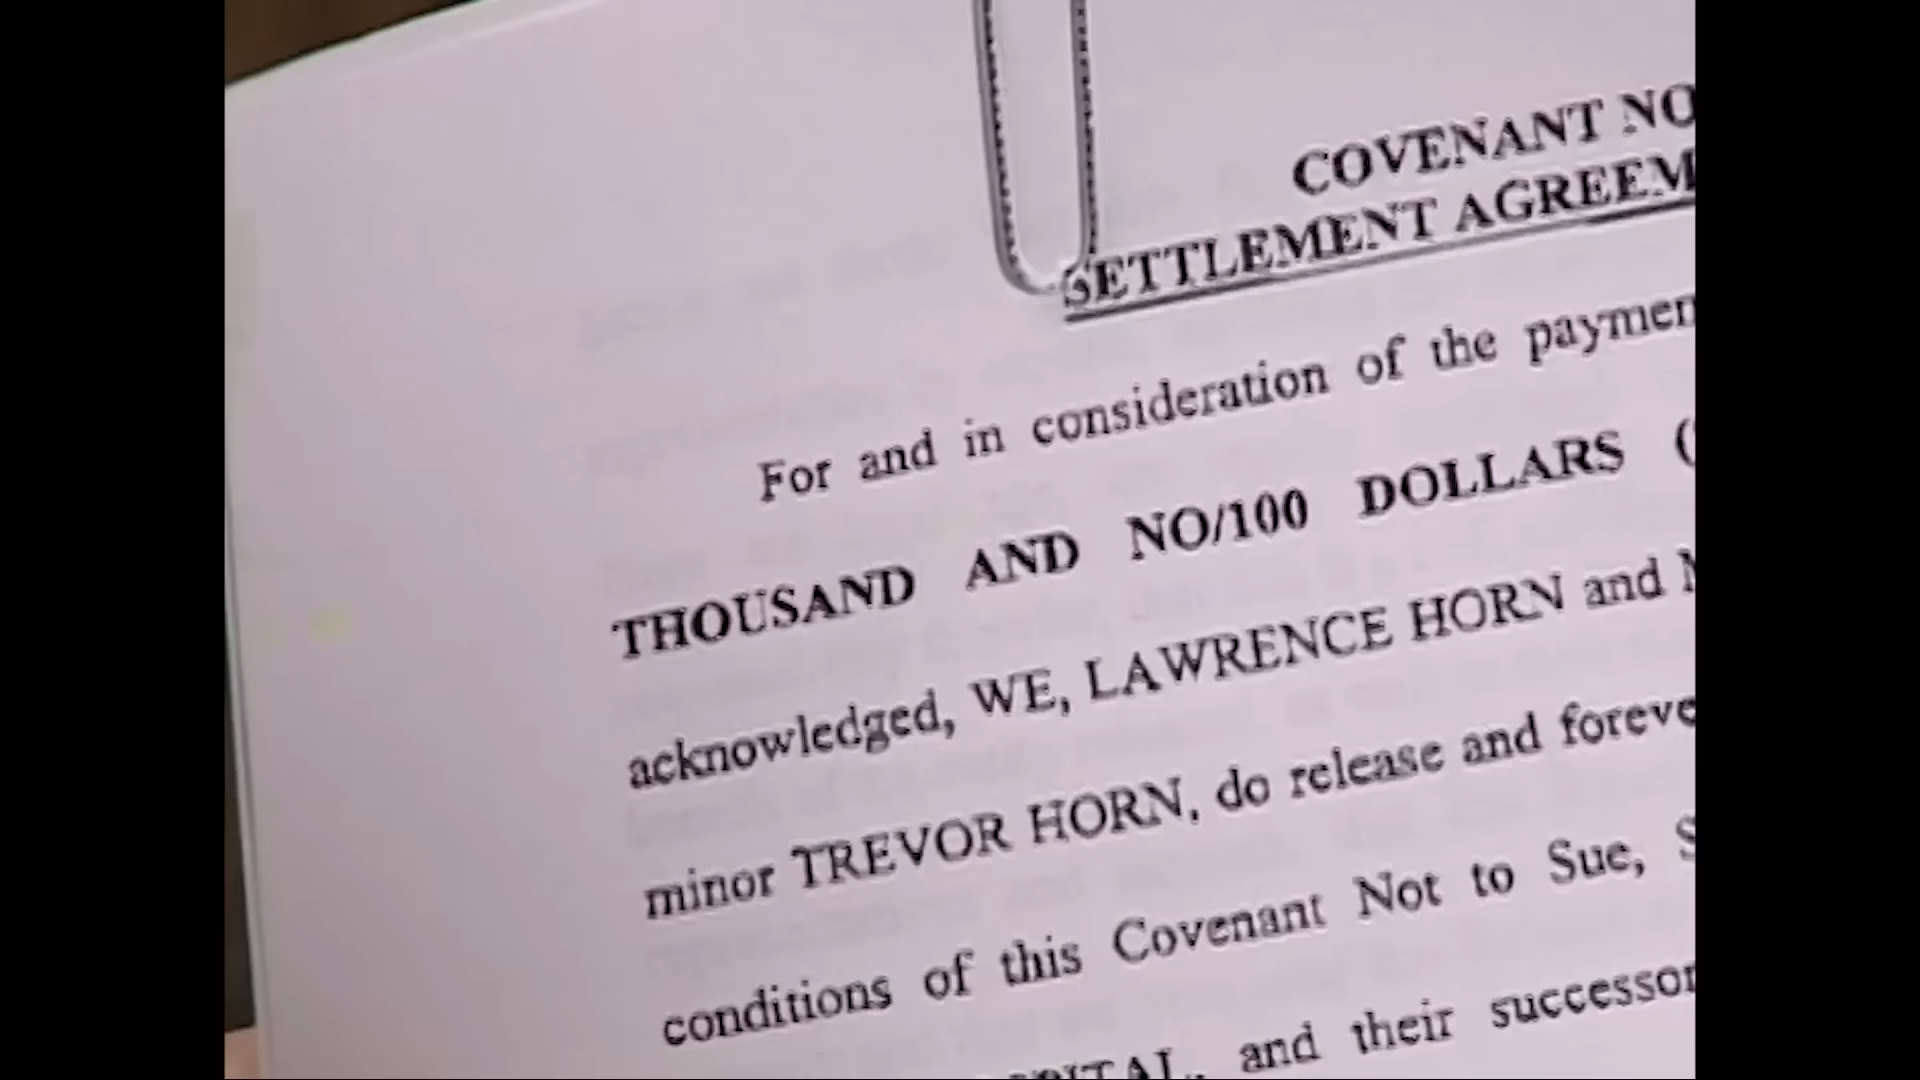 COVENANT NO
SETTLEMENT AGREEM
For and in consideration of the paymen
THOUSAND AND NO/100 DOLLARS (
acknowledged, WE, LAWRENCE HORN and
minor TREVOR HORN, do release and foreve
conditions of this Covenant Not to Sue, S
PITAL, and their successor